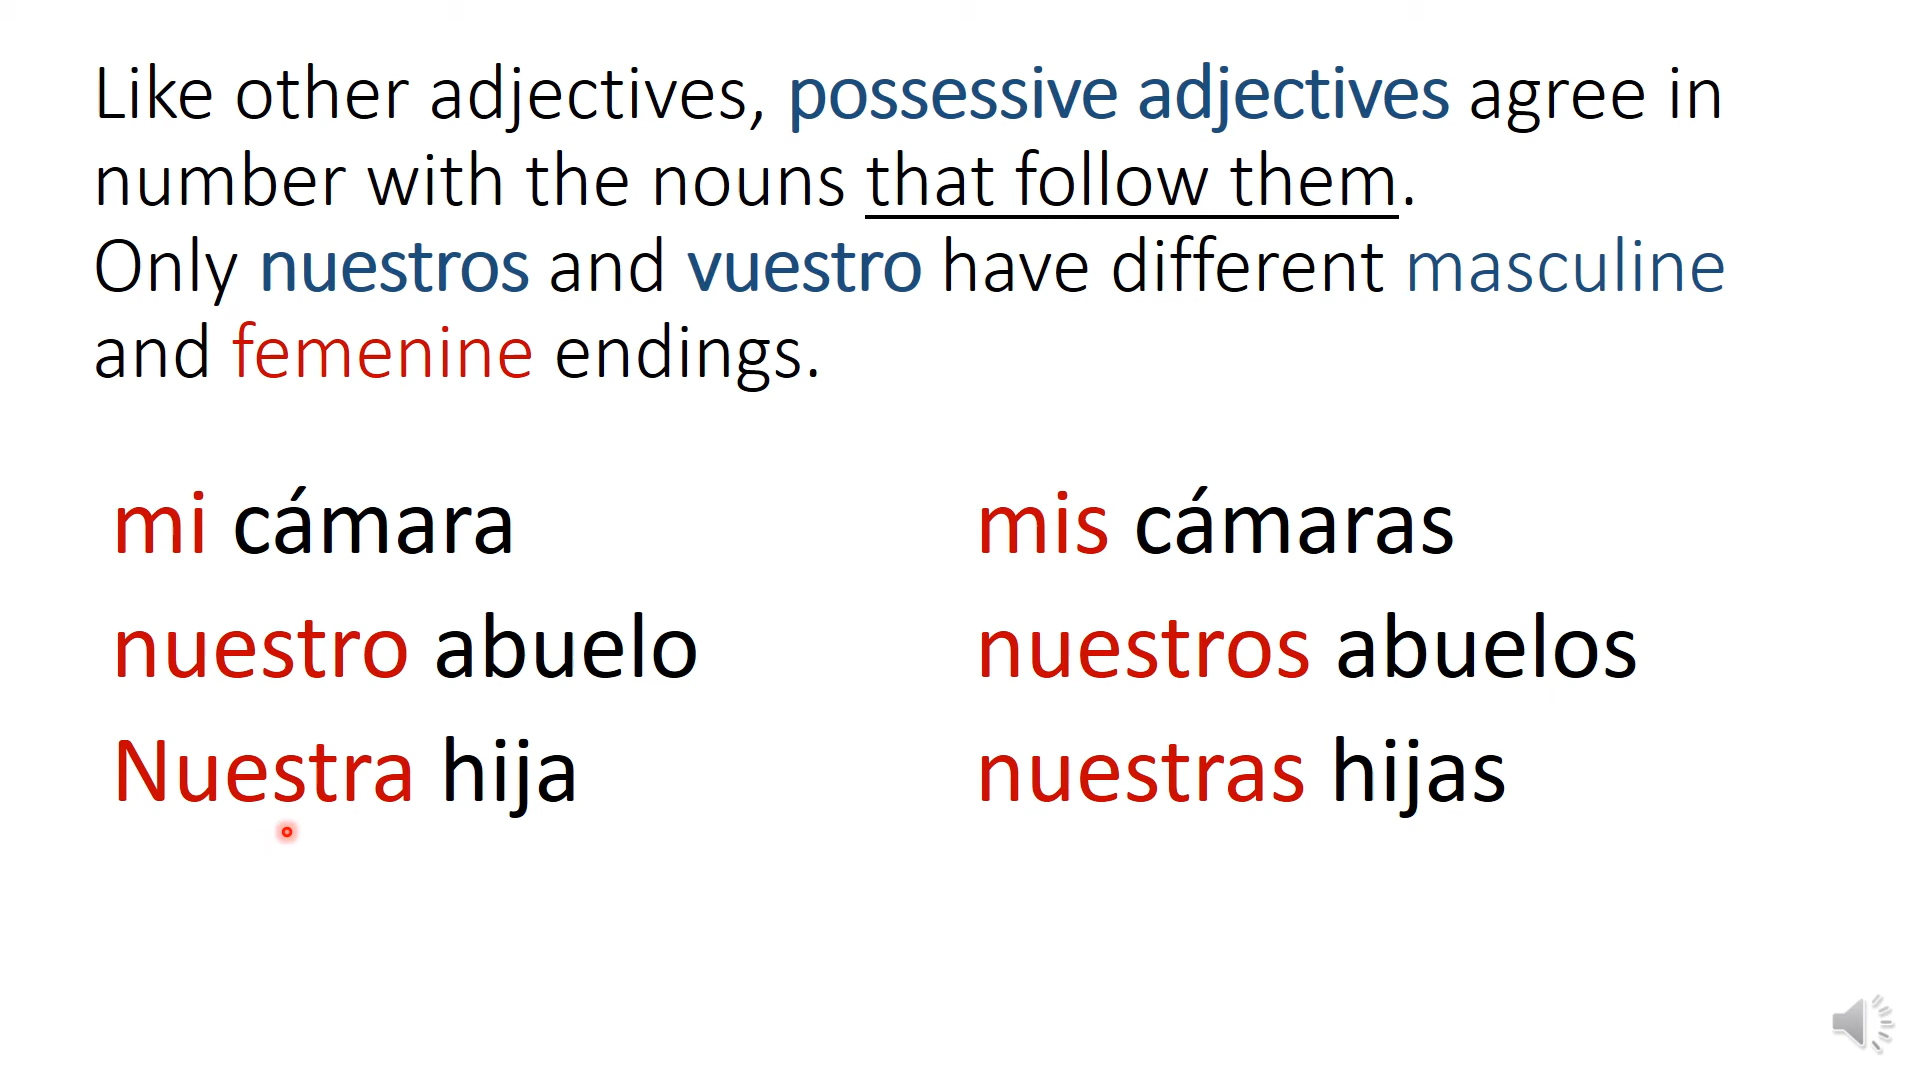 Like other adjectives, possessive adjectives agree in
number with the nouns that follow them.
Only nuestros and vuestro have different masculine
and femenine endings.
mi cámara
nuestro abuelo
Nuestra hija
mis cámaras
nuestros abuelos
nuestras hijas